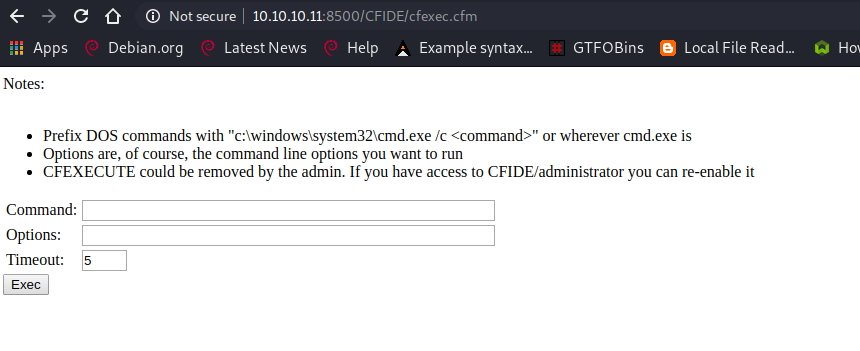 Not secure 10.10.10.11:8500/CFIDE/cfexec.cfm
Apps Debian.org Latest News Help Example syntax... GTFOBins Local File Read... Hov
Notes:
Prefix DOS commands with "c:\windows\system32\cmd.exe /c <command>" or wherever cmd.exe is
Options are, of course, the command line options you want to run
CFEXECUTE could be removed by the admin. If you have access to CFIDE/administrator you can re-enable it
Command:
Options:
Timeout: 5
Exec